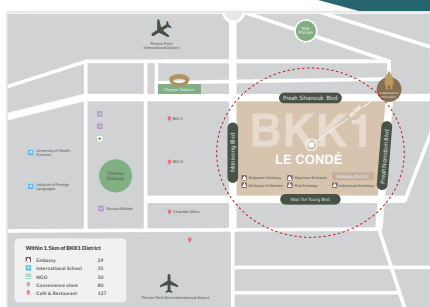 Phnom Penh
International Airport
Wat
Phnom
Olympic Stadium
Independence
Monument
Preah Sihanouk Blvd
BKK1
LE CONDÉ
Monivong Blvd
Preah Norodom Blvd
Mao Tse Toung Blvd
Bulgarian Embassy
Myanmar Embassy
Embassy District
Embassy of Sweden
Thai Embassy
Indonesian Embassy
BKK II
BKK III
Chamkar Morn
University of Health
Sciences
Institute of Foreign
Languages
Chinese
Embassy
Russian Market
Phnom Penh New International Airport
Within 1.5km of BKK1 District
Embassy 29
International School 35
NGO 50
Convenience store 80
Café & Restaurant 127